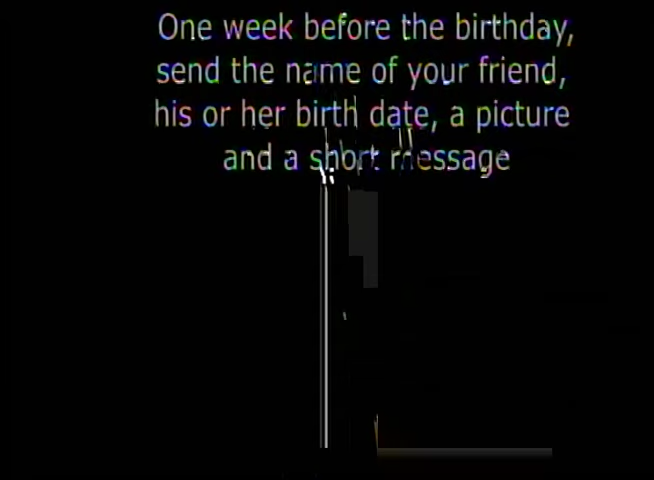 One week before the birthday,
send the name of your friend,
his or her birth date, a picture
and a short message